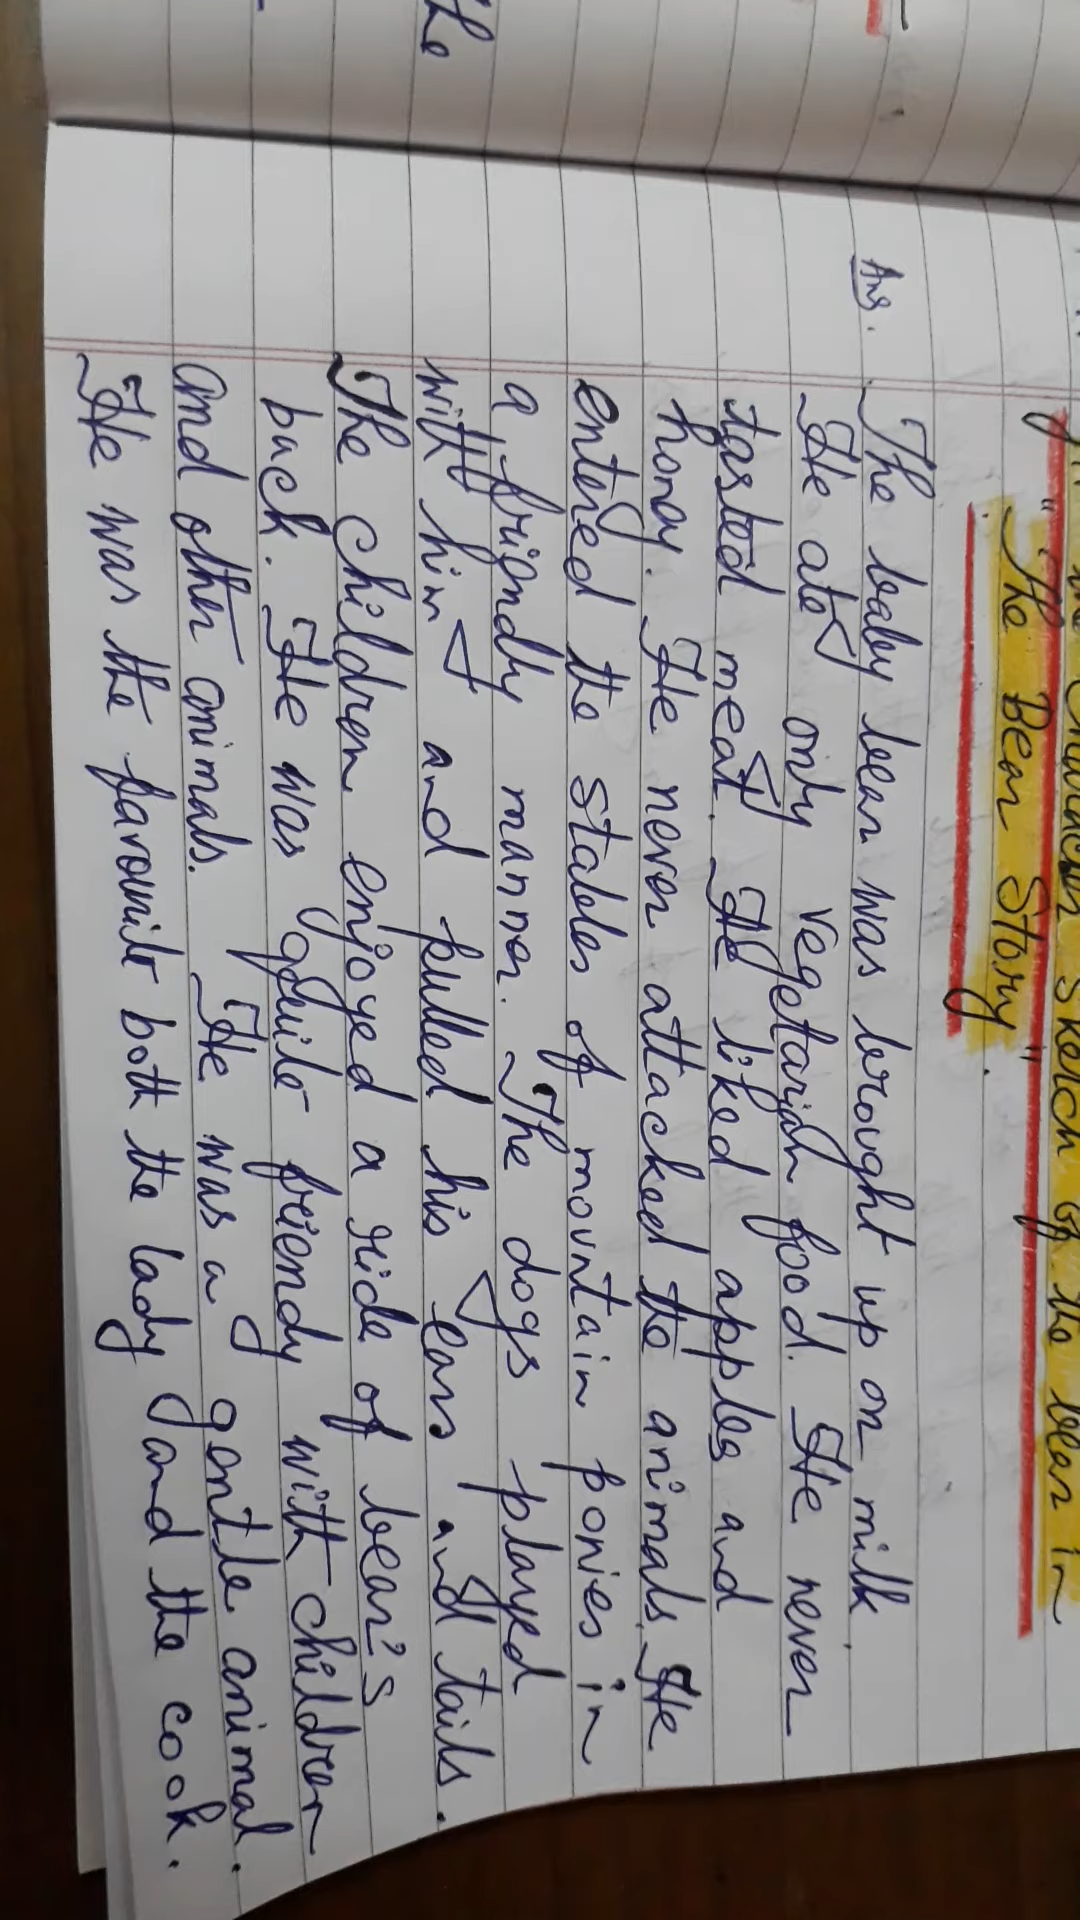 the Character Sketch of the bear in
"The Bear Story".
Ans. The baby bear was brought up on milk.
He ate only vegetarian food. He never
tasted meat. He liked apples and
honey. He never attacked the animals. He
entered the stables of mountain ponies in
a friendly manner. The dogs played
with him and pulled his ears and tails.
The children enjoyed a ride of bear's
back. He was quite friendy with children
and other animals. He was a gentle animal.
He was the favourite both the lady and the cook.
the